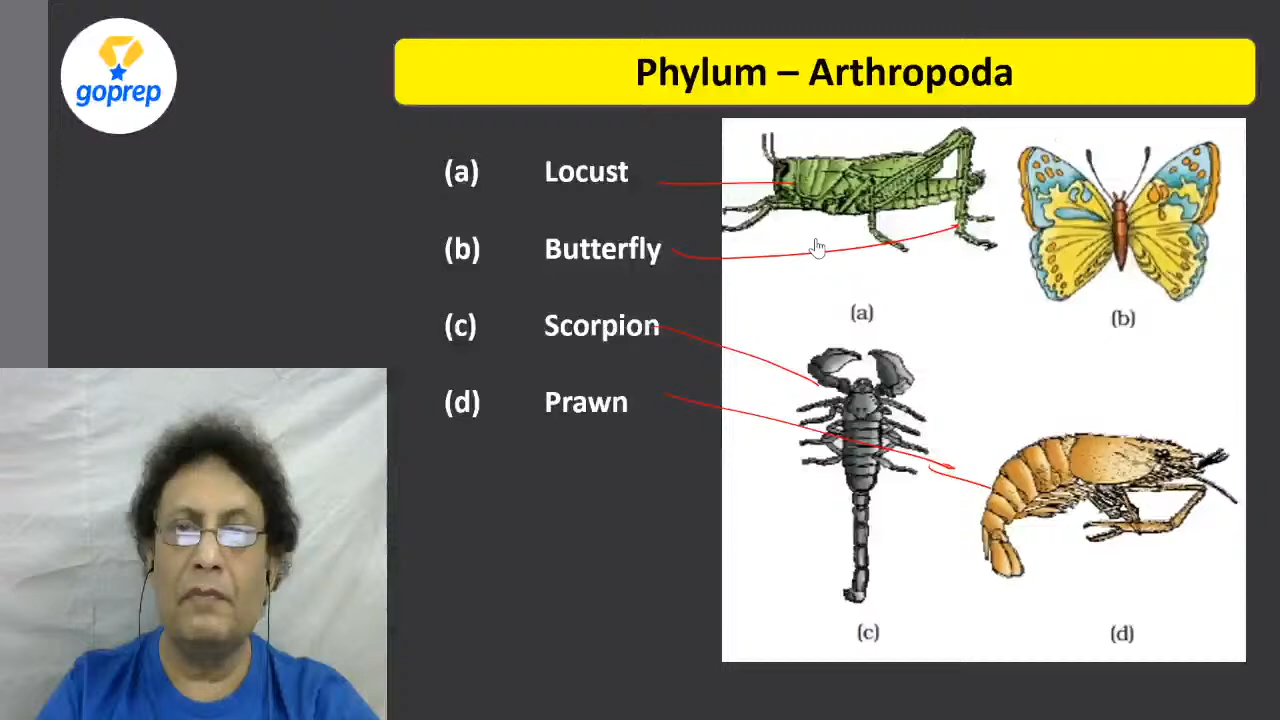 goprep
Phylum – Arthropoda
(a) Locust
(b) Butterfly
(c) Scorpion
(d) Prawn
(a)
(b)
(c)
(d)